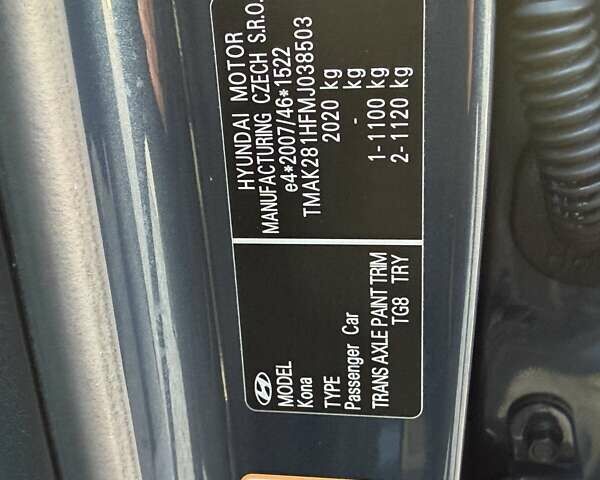 HYUNDAI MOTOR
MANUFACTURING CZECH S.R.O.
e4*2007/46*1522
TMAK281HFMJ038503
2020 kg
- kg
1-1100 kg
2-1120 kg
MODEL
Kona
TYPE
Passenger Car
TRANS AXLE PAINT TRIM
TG8 TRY